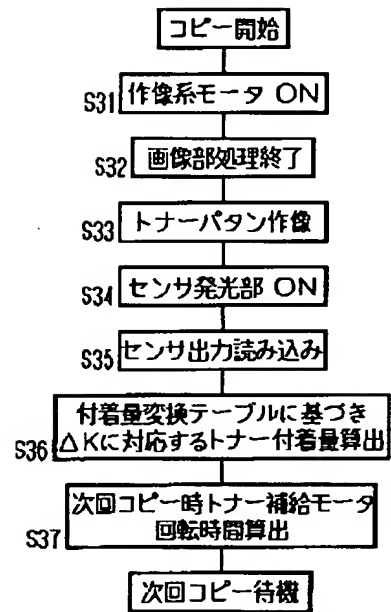 コピー開始
S31 作像系モータ ON
S32 画像部処理終了
S33 トナーパタン作像
S34 センサ発光部 ON
S35 センサ出力読み込み
付着量変換テーブルに基づき
S36 △Kに対応するトナー付着量算出
次回コピー時トナー補給モータ
S37 回転時間算出
次回コピー待機